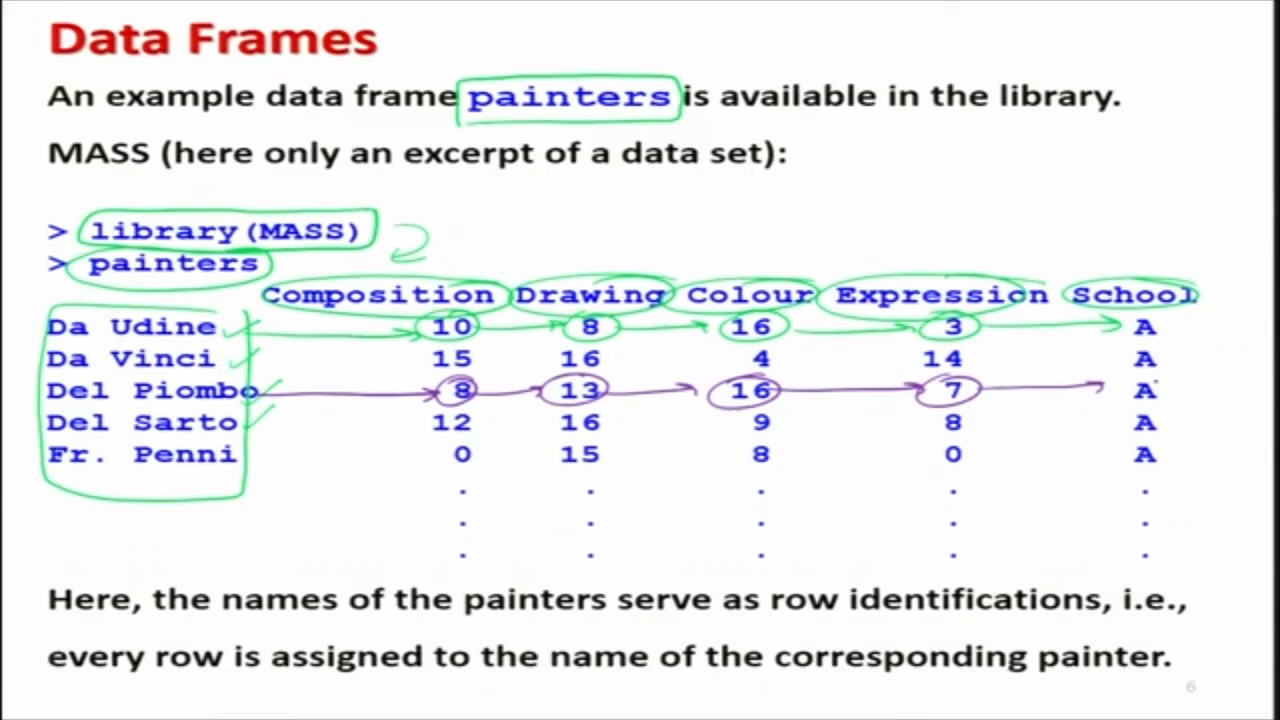 Data Frames
An example data frame painters is available in the library.
MASS (here only an excerpt of a data set):
> library(MASS)
> painters
Composition Drawing Colour Expression School
Da Udine 10 8 16 3 A
Da Vinci 15 16 4 14 A
Del Piombo 8 13 16 7 A
Del Sarto 12 16 9 8 A
Fr. Penni 0 15 8 0 A
. . . . .
. . . . .
. . . . .
Here, the names of the painters serve as row identifications, i.e.,
every row is assigned to the name of the corresponding painter.
6